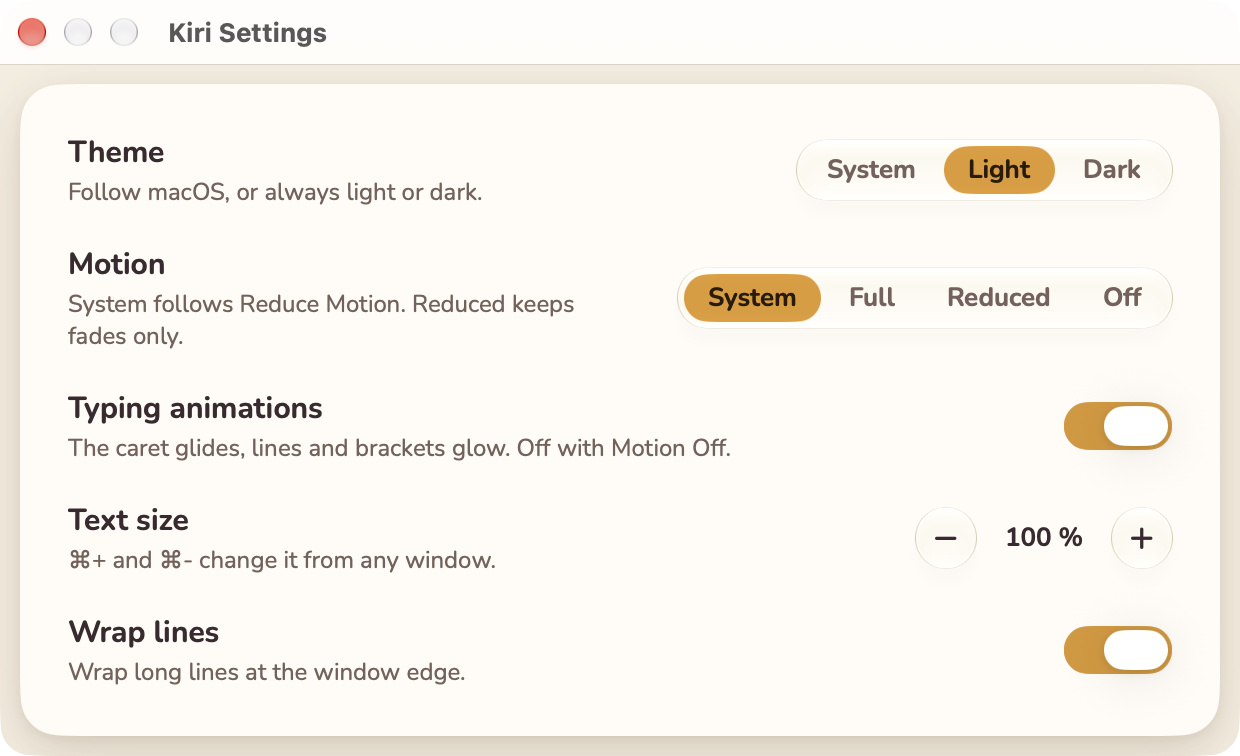 Kiri Settings
Theme
Follow macOS, or always light or dark.
System Light Dark
Motion
System follows Reduce Motion. Reduced keeps
fades only.
System Full Reduced Off
Typing animations
The caret glides, lines and brackets glow. Off with Motion Off.
Text size
⌘+ and ⌘- change it from any window.
− 100 % +
Wrap lines
Wrap long lines at the window edge.